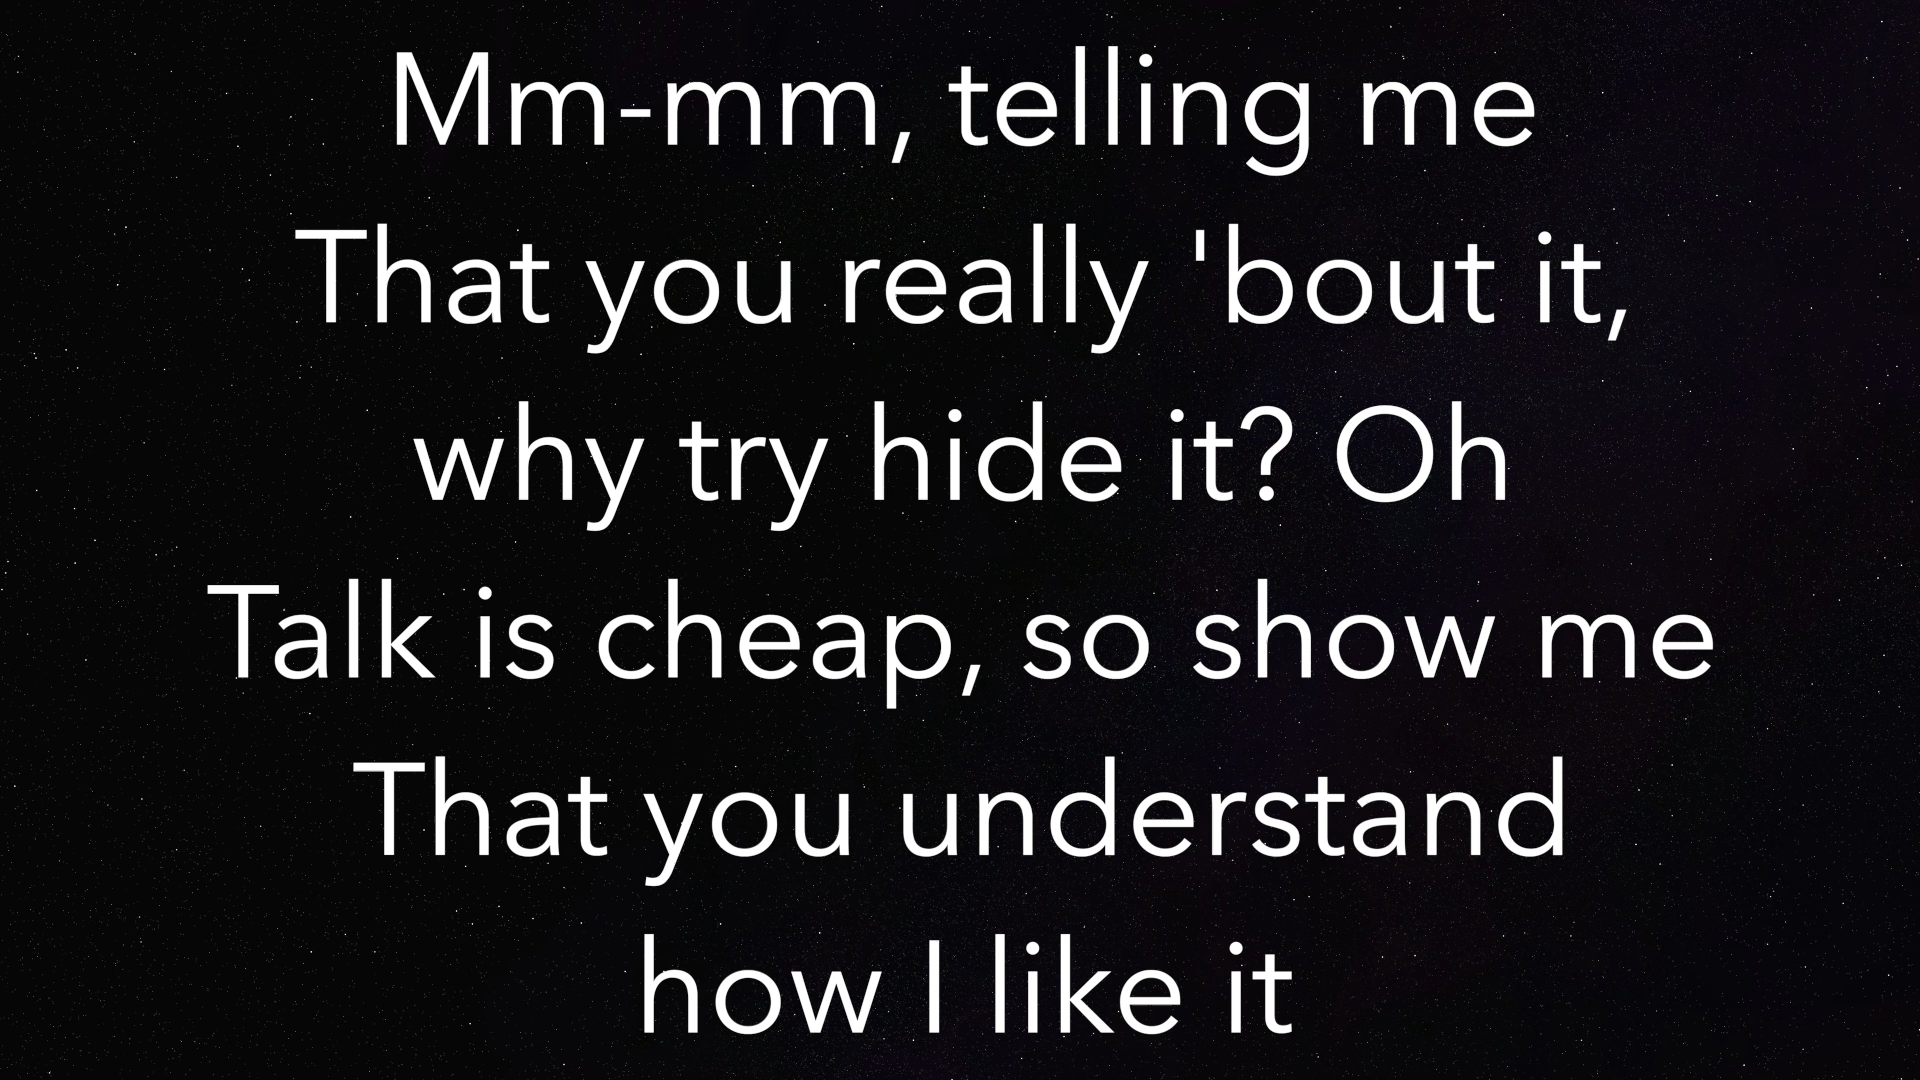 Mm-mm, telling me
That you really 'bout it,
why try hide it? Oh
Talk is cheap, so show me
That you understand
how I like it